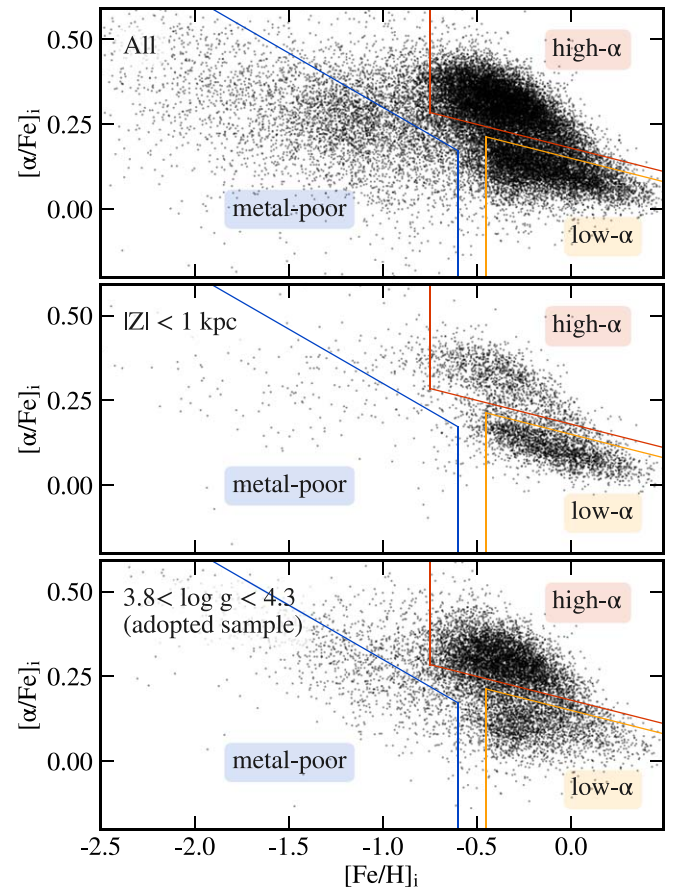 0.50
All
high-α
0.25
[α/Fe]i
0.00
metal-poor
low-α
0.50
|Z| < 1 kpc
high-α
0.25
[α/Fe]i
0.00
metal-poor
low-α
0.50
3.8< log g < 4.3
(adopted sample)
high-α
0.25
[α/Fe]i
0.00
metal-poor
low-α
-2.5 -2.0 -1.5 -1.0 -0.5 0.0
[Fe/H]i